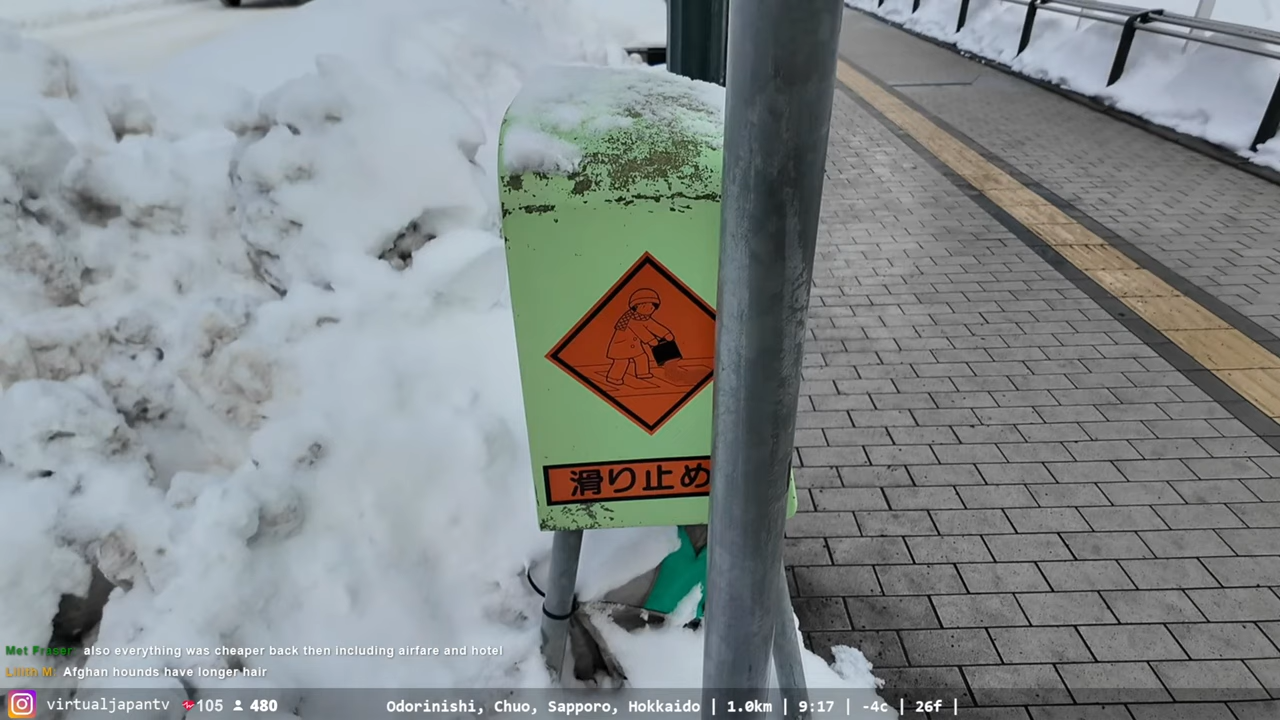 滑り止め
Met Fraser also everything was cheaper back then including airfare and hotel
Lilith M: Afghan hounds have longer hair
virtualjapantv 105 480 Odorinishi, Chuo, Sapporo, Hokkaido | 1.0km | 9:17 | -4c | 26f |